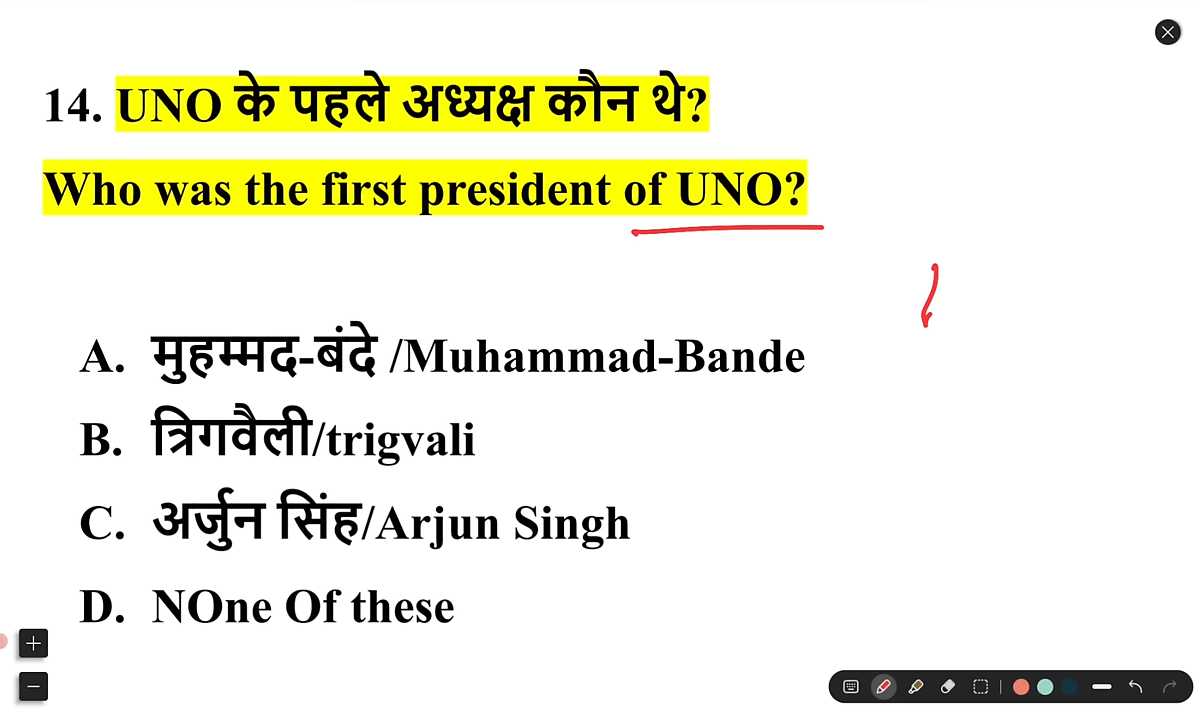 14. UNO के पहले अध्यक्ष कौन थे?
Who was the first president of UNO?
A. मुहम्मद-बंदे /Muhammad-Bande
B. त्रिगवैली/trigvali
C. अर्जुन सिंह/Arjun Singh
D. NOne Of these